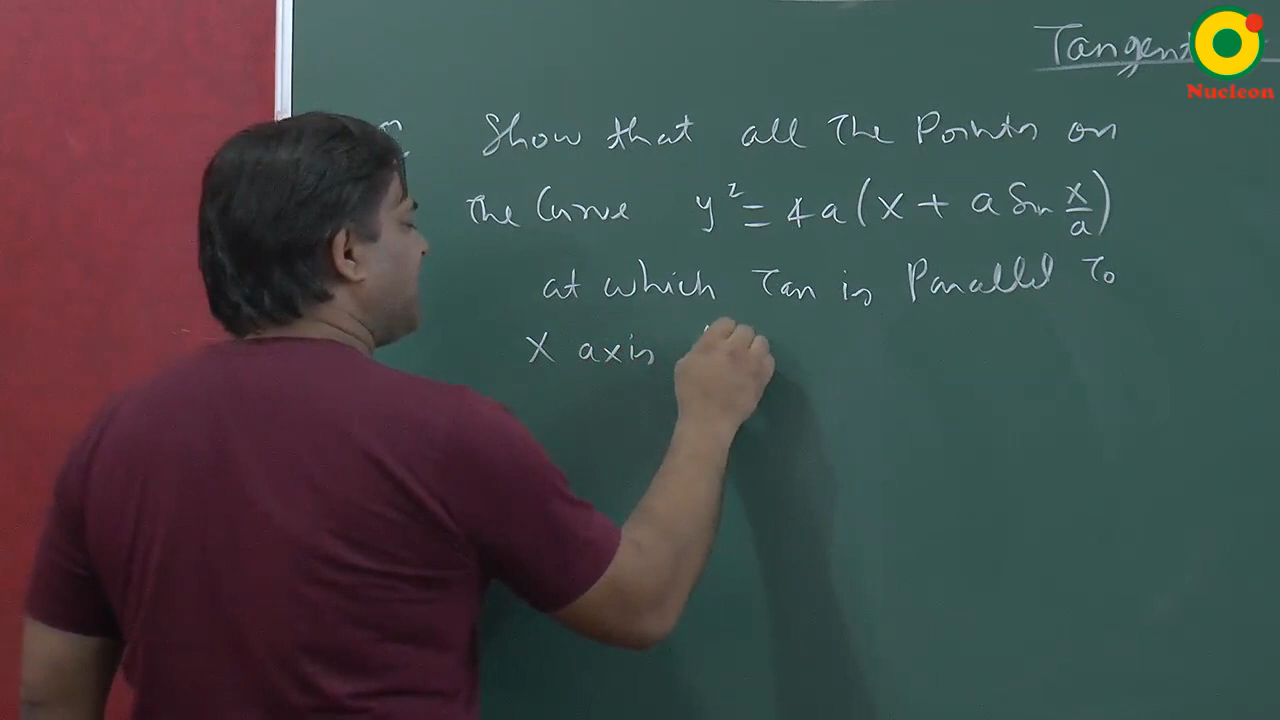 Tangent
Nucleon
Show that all The Points on
The Curve y² = 4a(x + a Sin x/a)
at which Tan is Parallel To
X axis